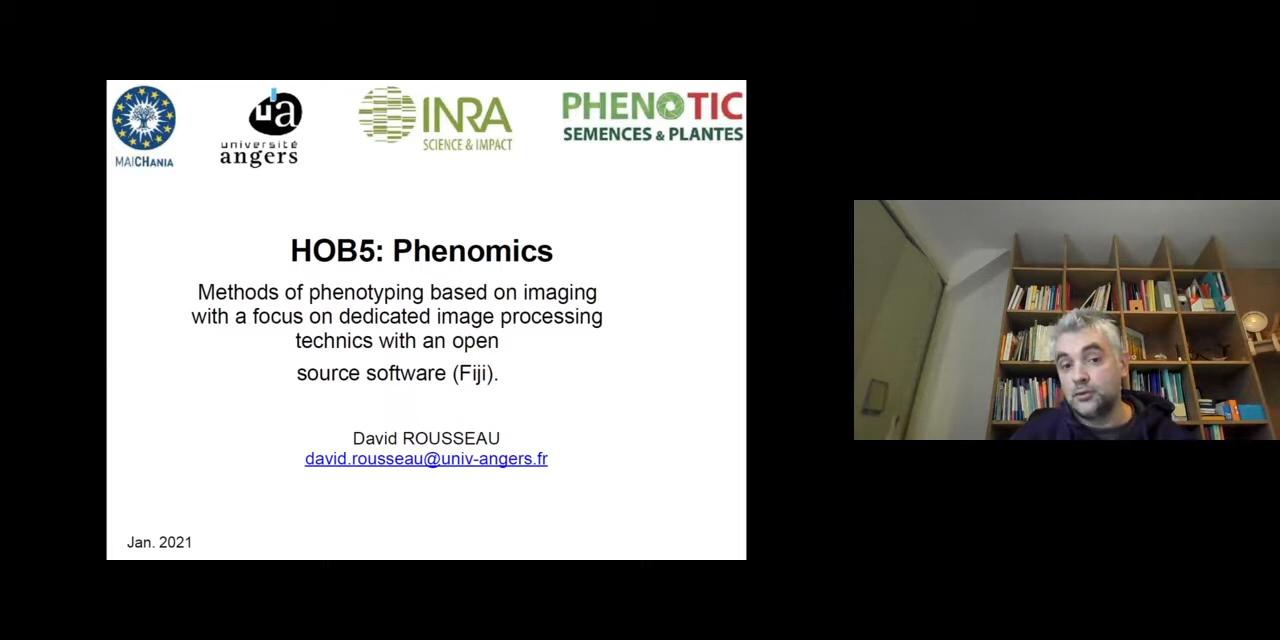 MAICHania
ua
université
angers
INRA
SCIENCE & IMPACT
PHENOTIC
SEMENCES & PLANTES
HOB5: Phenomics
Methods of phenotyping based on imaging
with a focus on dedicated image processing
technics with an open
source software (Fiji).
David ROUSSEAU
david.rousseau@univ-angers.fr
Jan. 2021